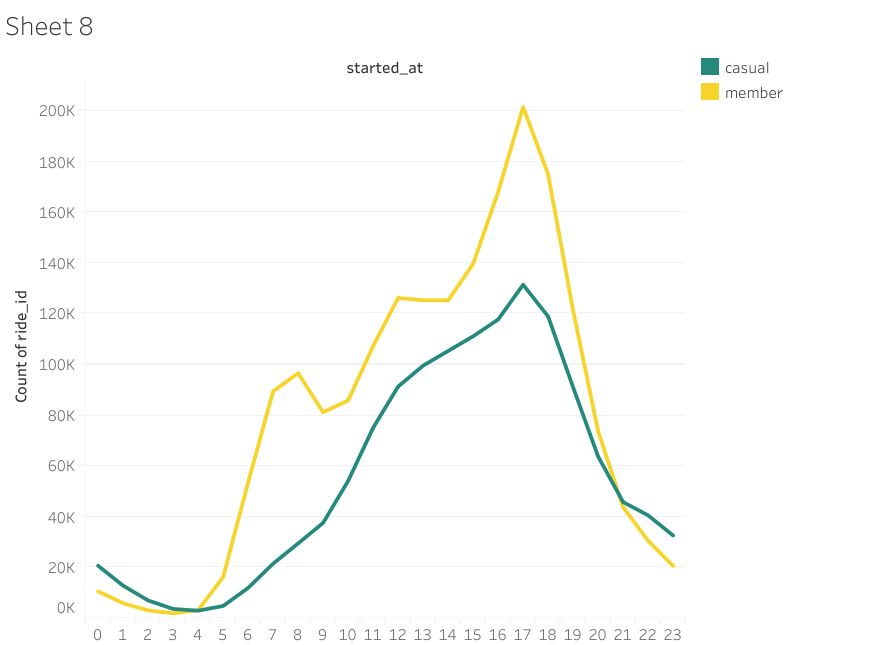 Sheet 8
started_at
casual
member
Count of ride_id
200K
180K
160K
140K
120K
100K
80K
60K
40K
20K
0K
0 1 2 3 4 5 6 7 8 9 10 11 12 13 14 15 16 17 18 19 20 21 22 23